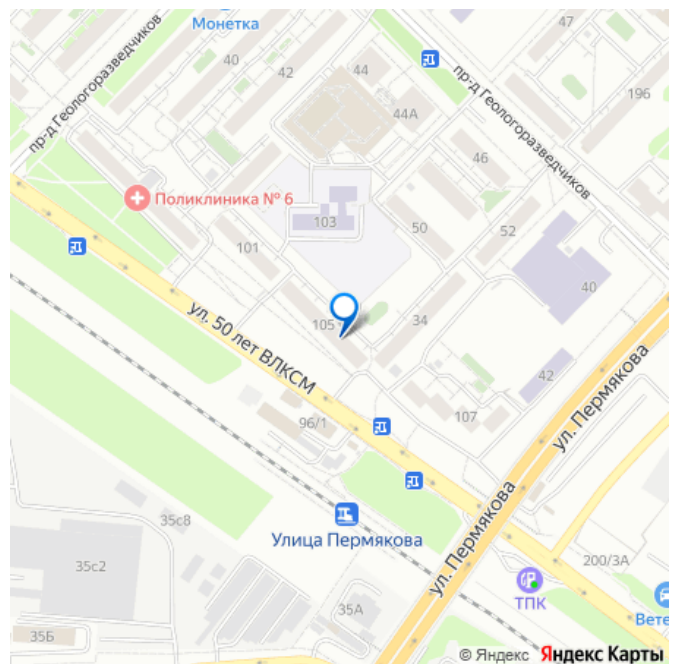 Монетка
47
40
42
44
44А
пр-д Геологоразведчиков
пр-д Геологоразведчиков
196
46
Поликлиника № 6
103
50
52
101
40
ул. 50 лет ВЛКСМ
105
34
42
ул. Пермякова
96/1
107
ул. Пермякова
35с8
Улица Пермякова
35с2
200/3А
ТПК
35А
35Б
Вете
© Яндекс Яндекс Карты